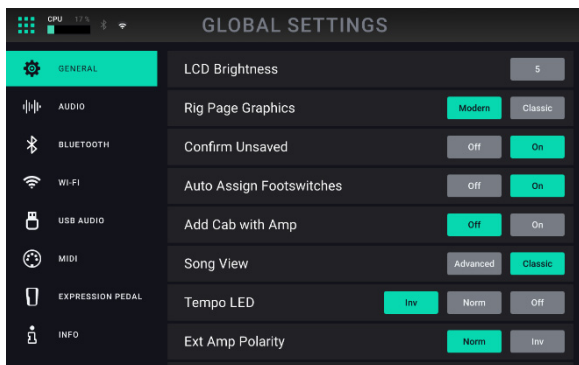 CPU 17 %
GLOBAL SETTINGS
GENERAL
AUDIO
BLUETOOTH
WI-FI
USB AUDIO
MIDI
EXPRESSION PEDAL
INFO
LCD Brightness 5
Rig Page Graphics Modern Classic
Confirm Unsaved Off On
Auto Assign Footswitches Off On
Add Cab with Amp Off On
Song View Advanced Classic
Tempo LED Inv Norm Off
Ext Amp Polarity Norm Inv